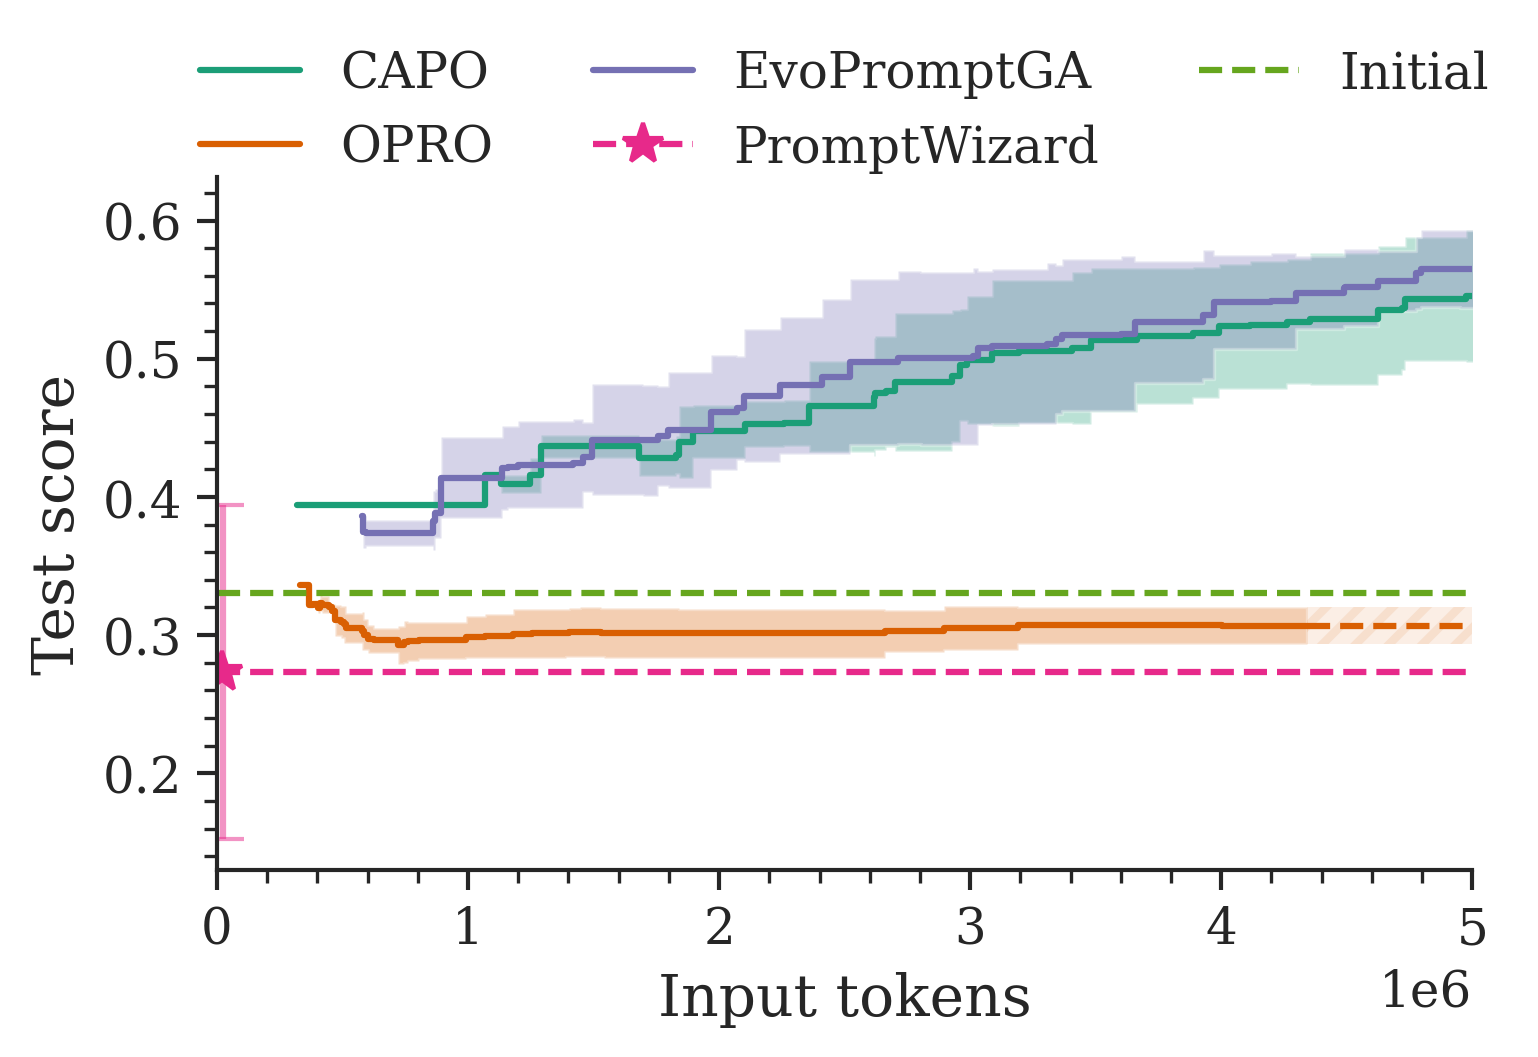 CAPO EvoPromptGA Initial
OPRO PromptWizard
0.6
0.5
0.4
0.3
0.2
Test score
0 1 2 3 4 5
Input tokens
1e6